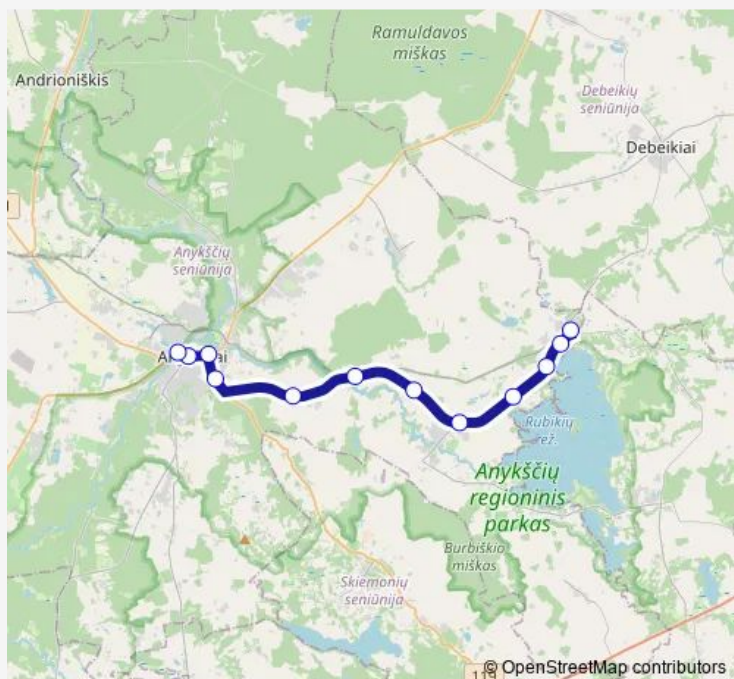 Ramuldavos
miškas
Andrioniškis
Debeikių
seniūnija
Debeikiai
Anykščių
seniūnija
Rubikių
rež.
Anykščių
regioninis
parkas
Burbiškio
miškas
Skiemonių
seniūnija
119
© OpenStreetMap contributors